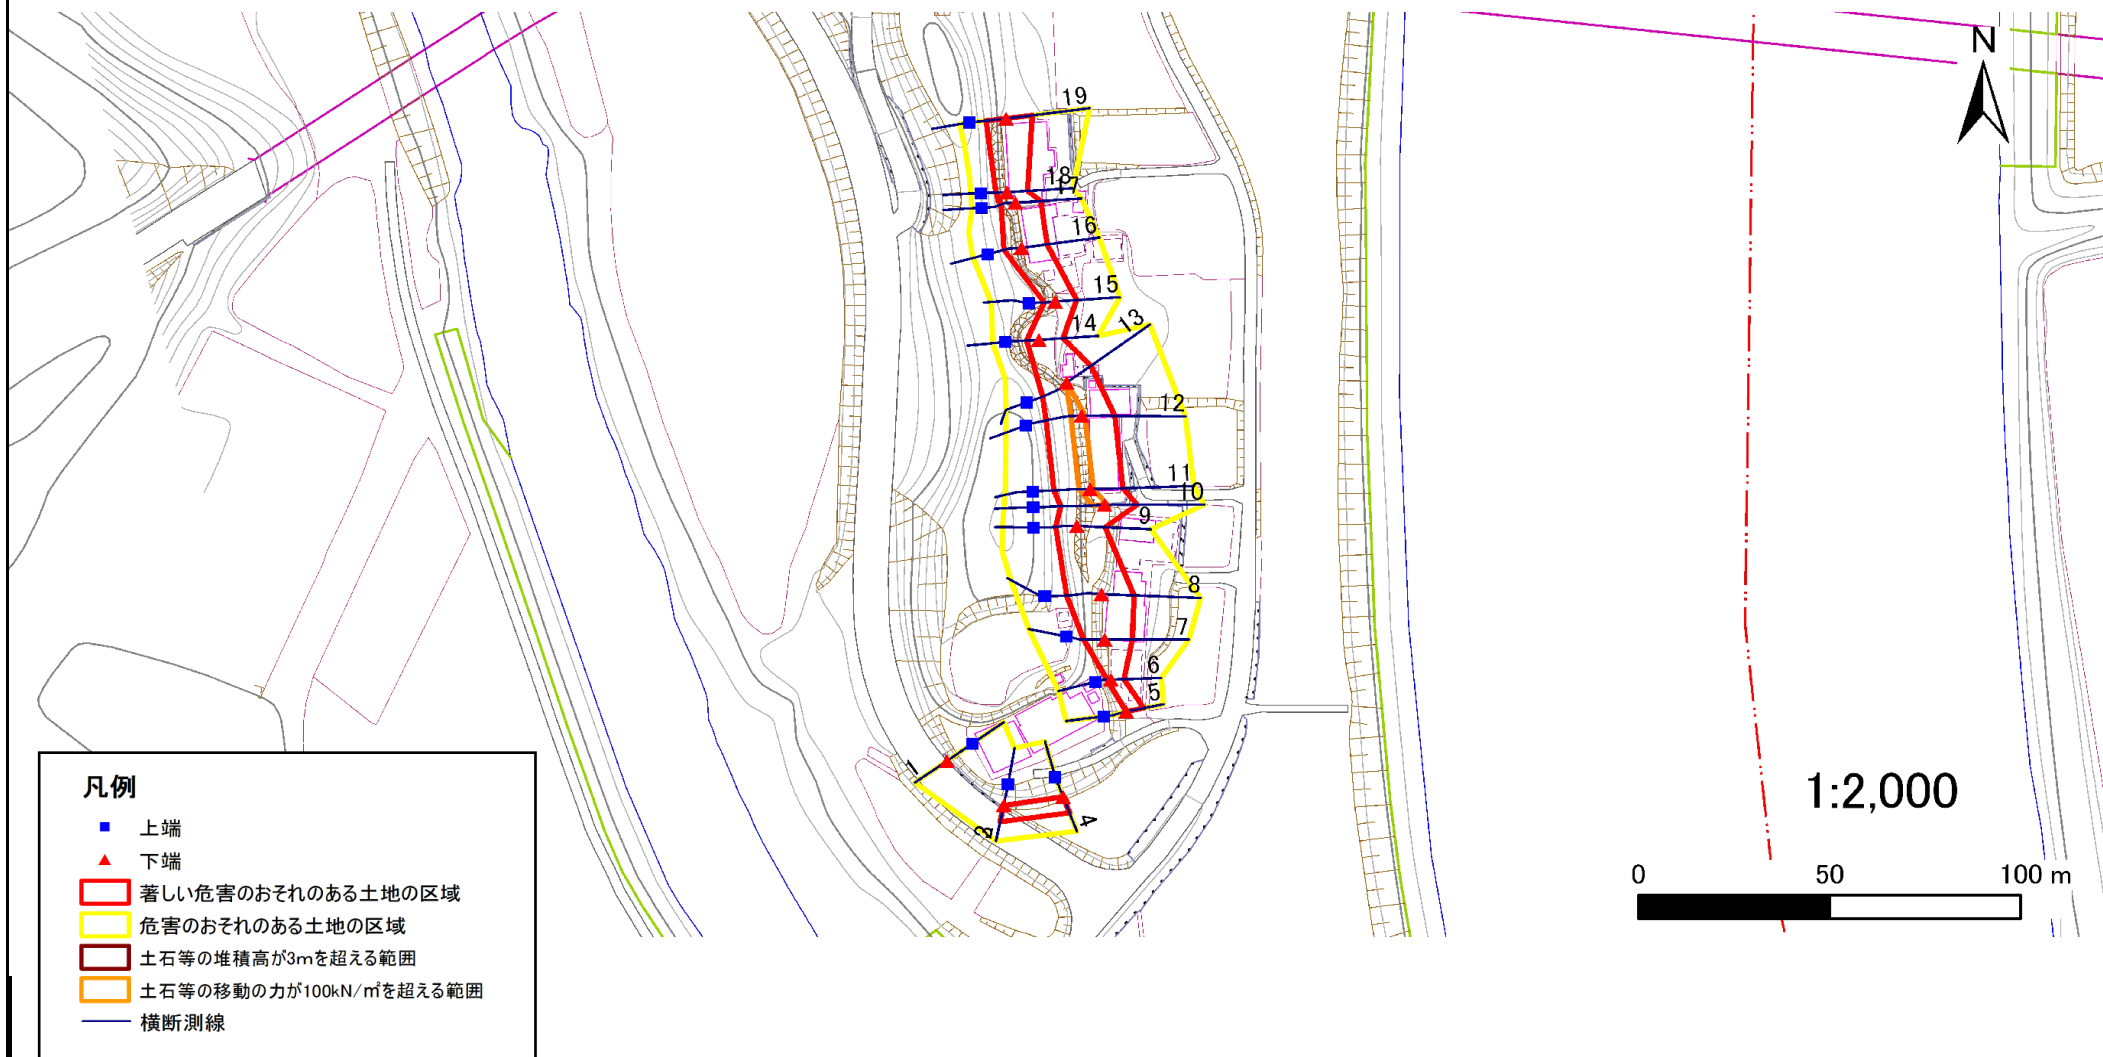 N
19
18
17
16
15
14
13
12
11
10
9
8
7
6
5
1
3
4
1:2,000
0 50 100 m
凡例
上端
下端
著しい危害のおそれのある土地の区域
危害のおそれのある土地の区域
土石等の堆積高が3mを超える範囲
土石等の移動の力が100kN/㎡を超える範囲
横断測線